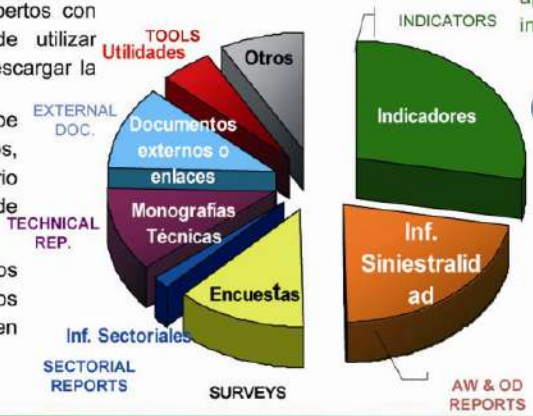 pertos con
de utilizar
escargar la
be
os,
rio
de
os
os
en
TOOLS
Utilidades
Otros
INDICATORS
in
Indicadores
EXTERNAL
DOC.
Documentos
externos o
enlaces
TECHNICAL
REP.
Monografías
Técnicas
Inf.
Siniestralid
ad
Encuestas
Inf. Sectoriales
SECTORIAL
REPORTS
SURVEYS
AW & OD
REPORTS